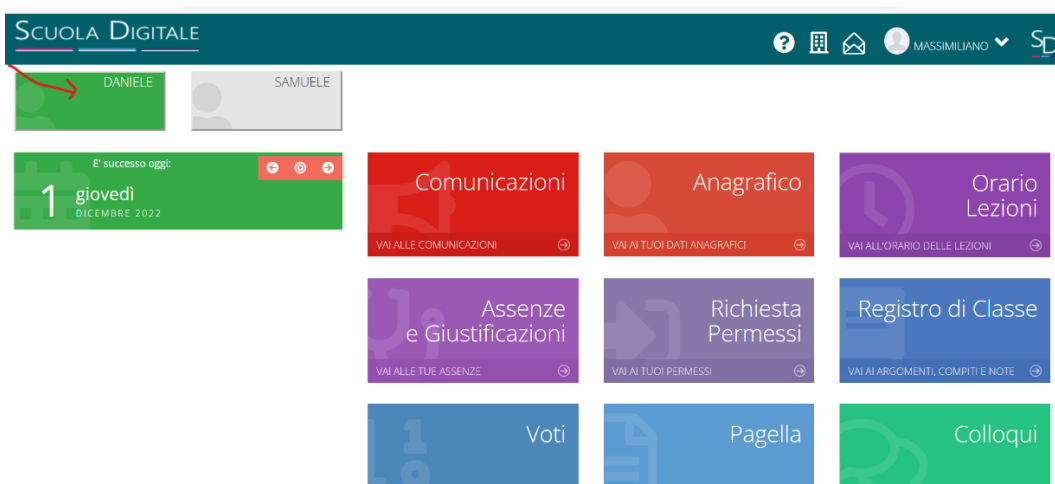 SCUOLA DIGITALE
MASSIMILIANO
SD
DANIELE
SAMUELE
E' successo oggi:
1
giovedì
DICEMBRE 2022
Comunicazioni
VAI ALLE COMUNICAZIONI
Anagrafico
VAI AI TUOI DATI ANAGRAFICI
Orario
Lezioni
VAI ALL'ORARIO DELLE LEZIONI
Assenze
e Giustificazioni
VAI ALLE TUE ASSENZE
Richiesta
Permessi
VAI AI TUOI PERMESSI
Registro di Classe
VAI AI ARGOMENTI, COMPITI E NOTE
Voti
Pagella
Colloqui